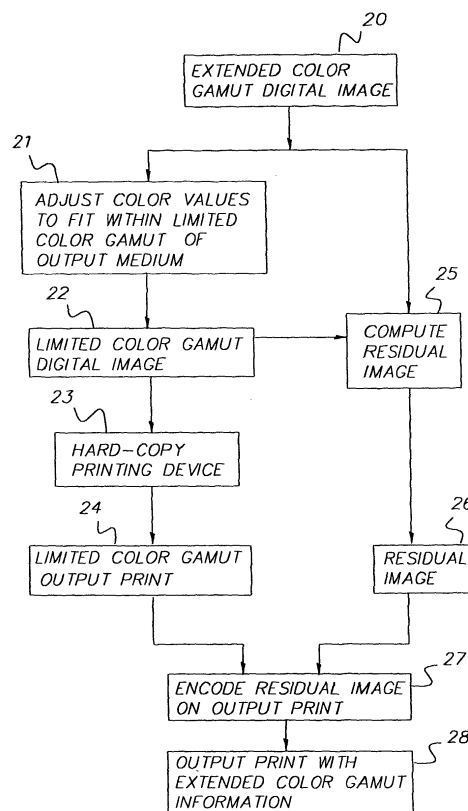 20
EXTENDED COLOR
GAMUT DIGITAL IMAGE
21
ADJUST COLOR VALUES
TO FIT WITHIN LIMITED
COLOR GAMUT OF
OUTPUT MEDIUM
22
LIMITED COLOR GAMUT
DIGITAL IMAGE
25
COMPUTE
RESIDUAL
IMAGE
23
HARD-COPY
PRINTING DEVICE
24
LIMITED COLOR GAMUT
OUTPUT PRINT
26
RESIDUAL
IMAGE
27
ENCODE RESIDUAL IMAGE
ON OUTPUT PRINT
28
OUTPUT PRINT WITH
EXTENDED COLOR GAMUT
INFORMATION